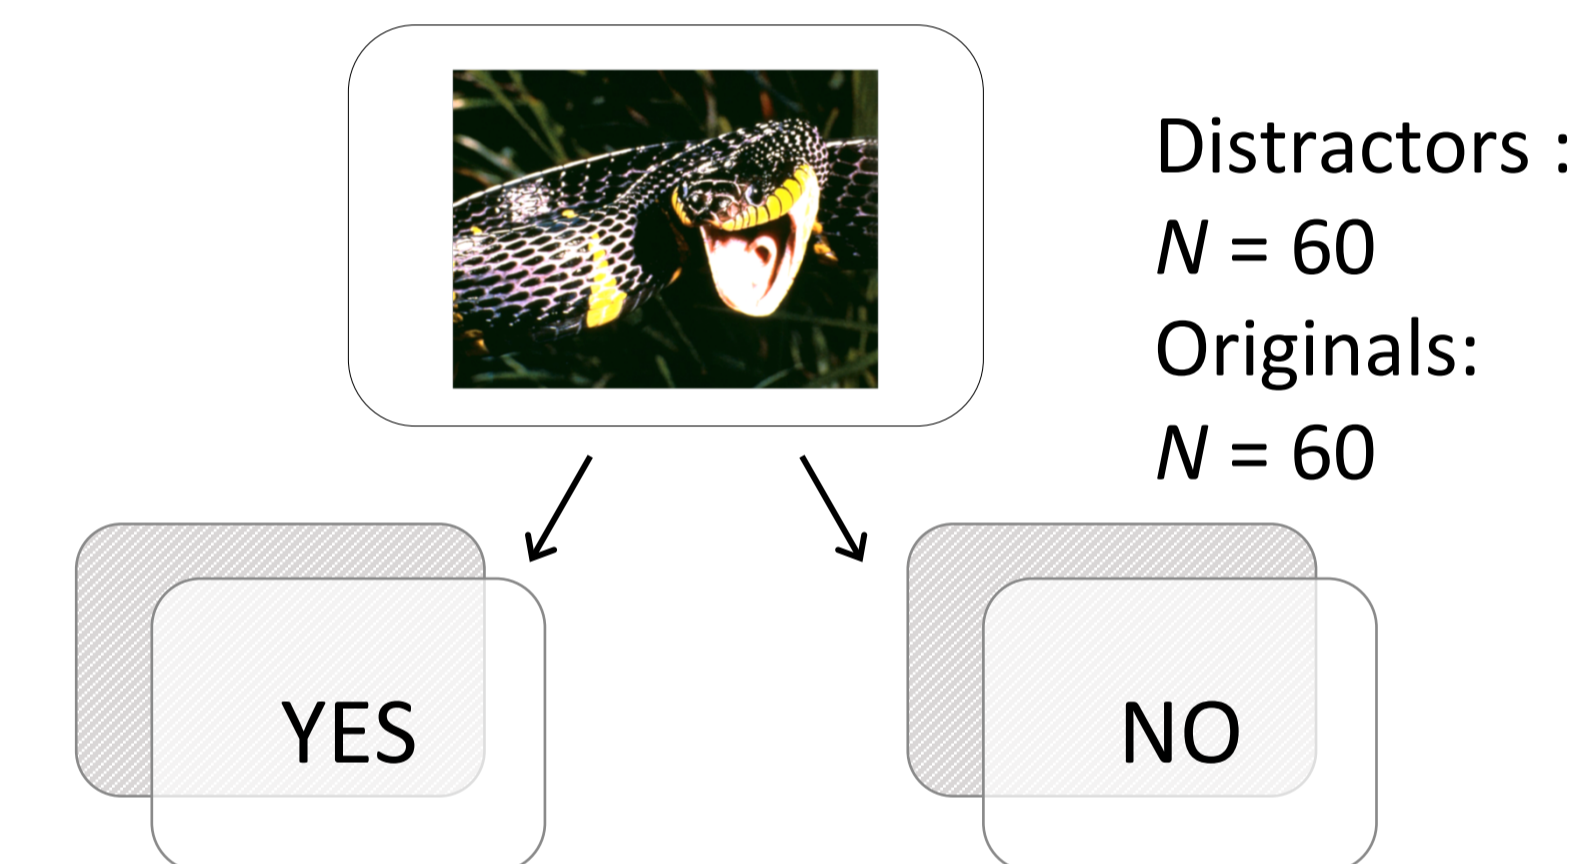 Distractors :
N = 60
Originals:
N = 60
YES
NO